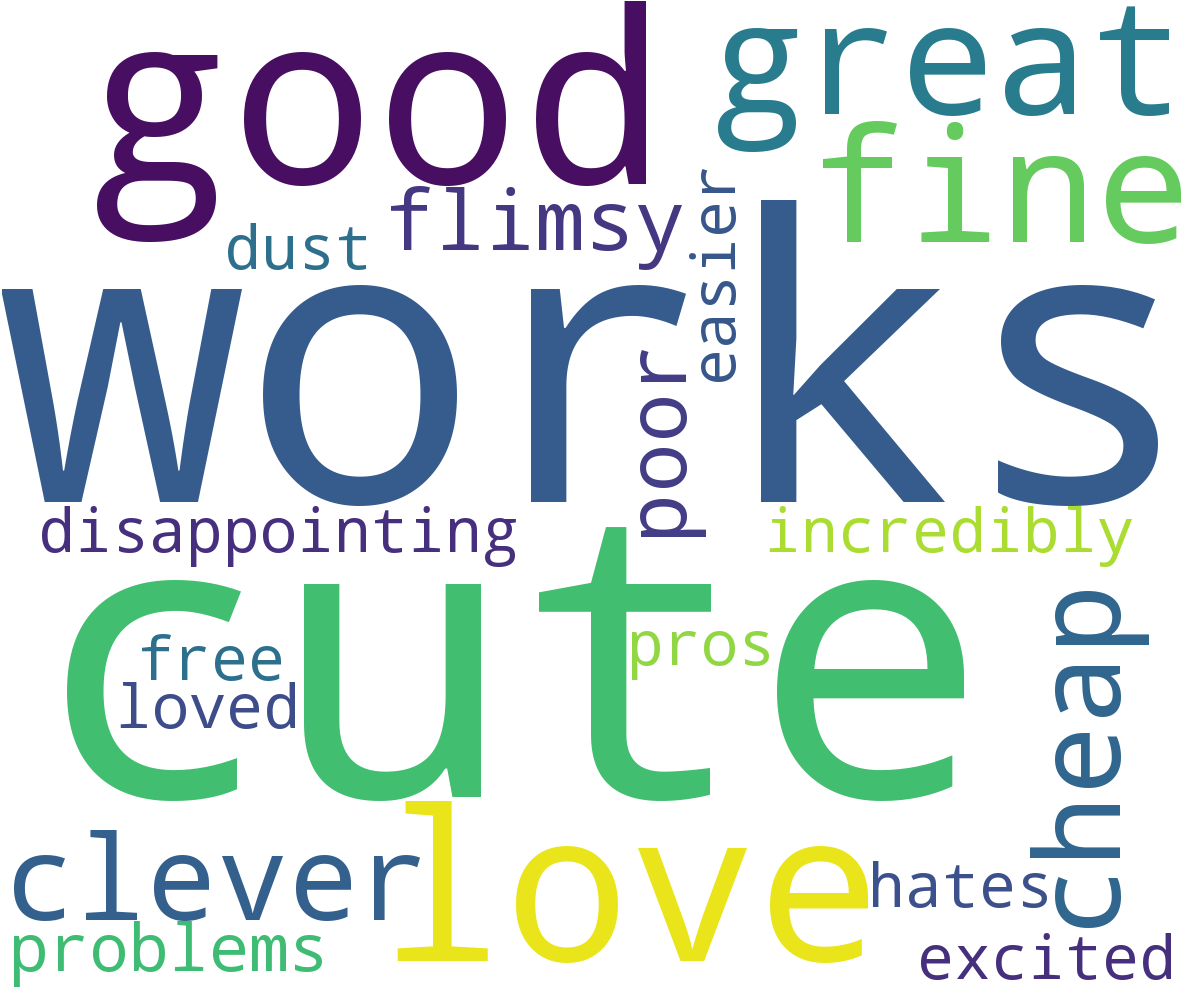 good
great
fine
flimsy
dust
easier
works
poor
disappointing
incredibly
cute
cheap
free
pros
loved
love
clever
hates
problems
excited